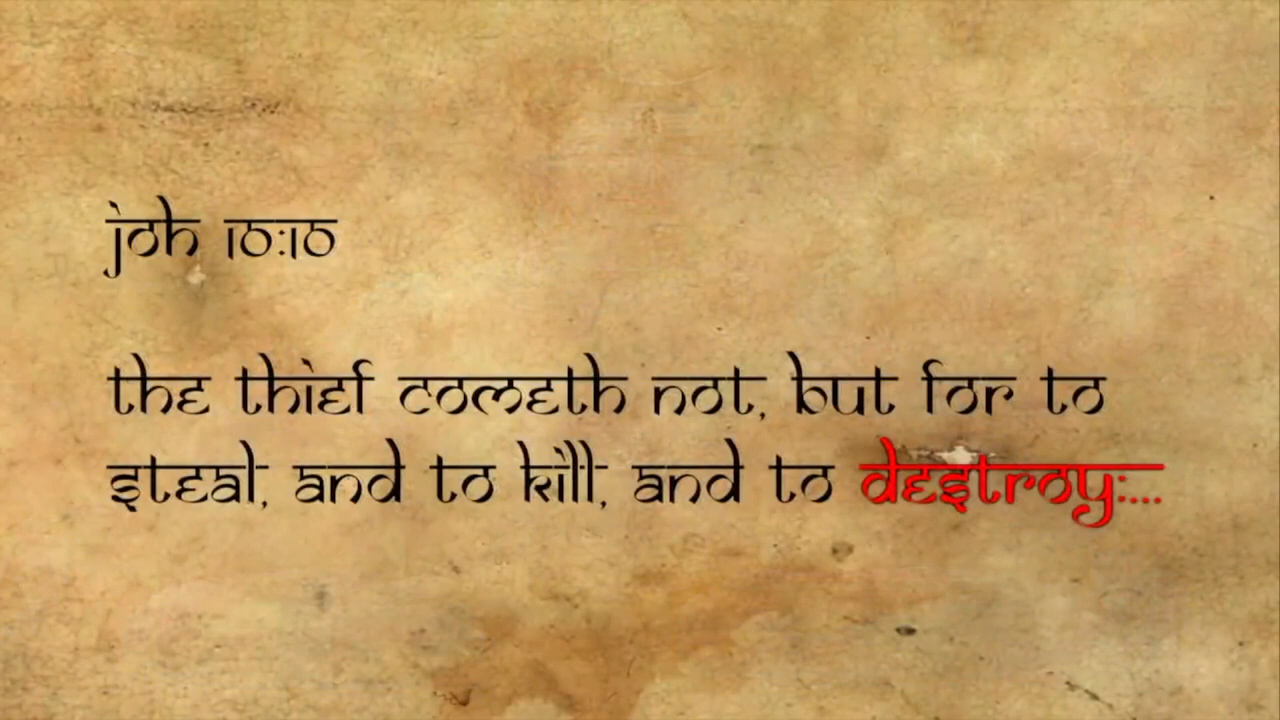 joh 10:10
the thief cometh not, but for to
steal, and to kill, and to destroy:...